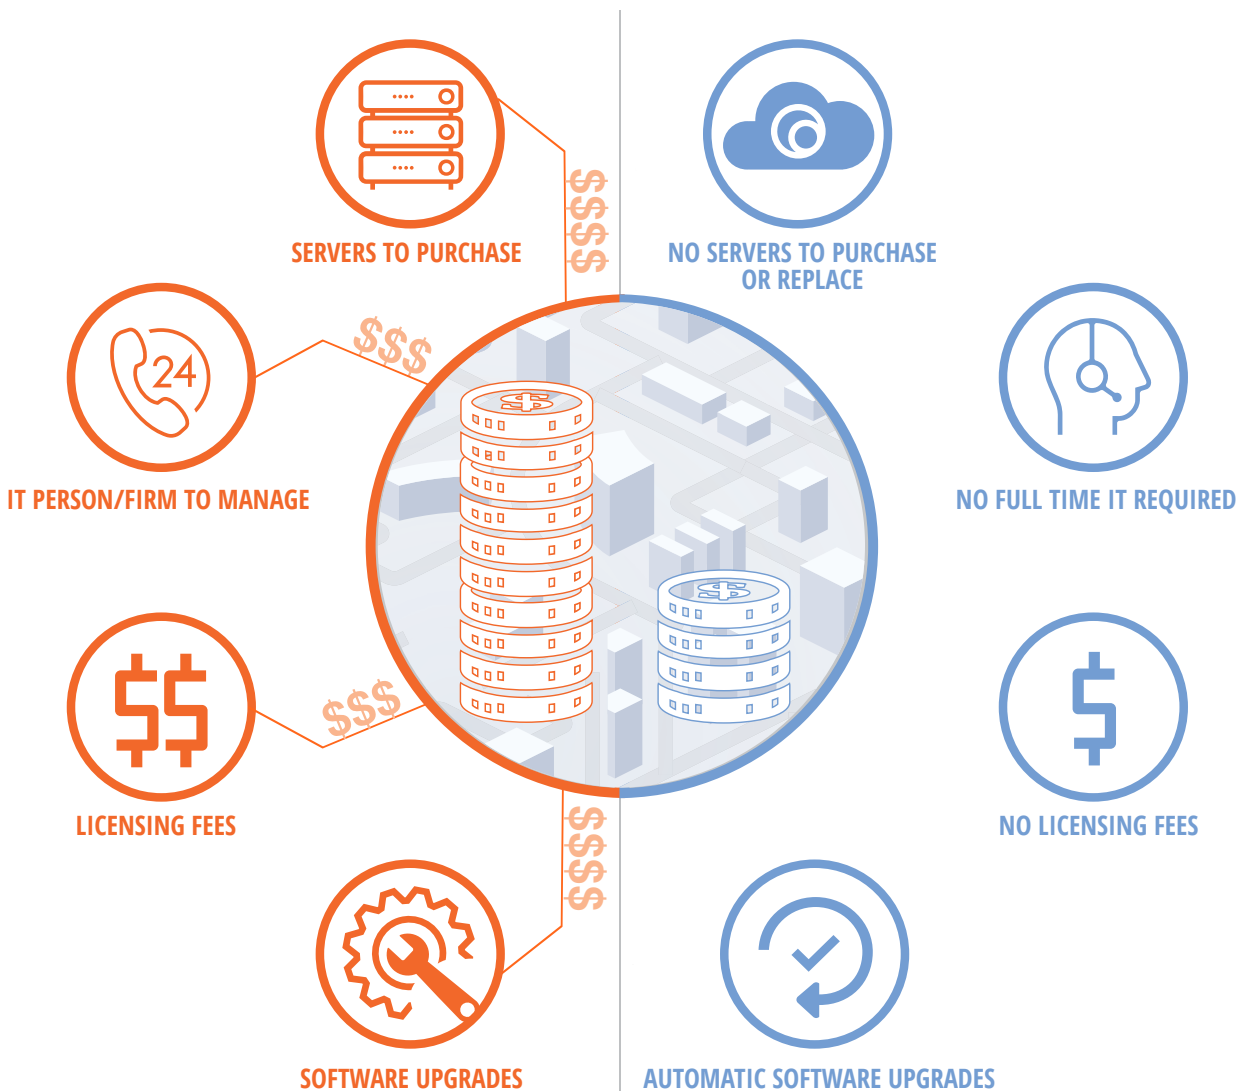 SERVERS TO PURCHASE
$$$$
NO SERVERS TO PURCHASE
OR REPLACE
24
$$$
IT PERSON/FIRM TO MANAGE
NO FULL TIME IT REQUIRED
$
$
$$
$$$
$
LICENSING FEES
NO LICENSING FEES
$$$$
SOFTWARE UPGRADES
AUTOMATIC SOFTWARE UPGRADES